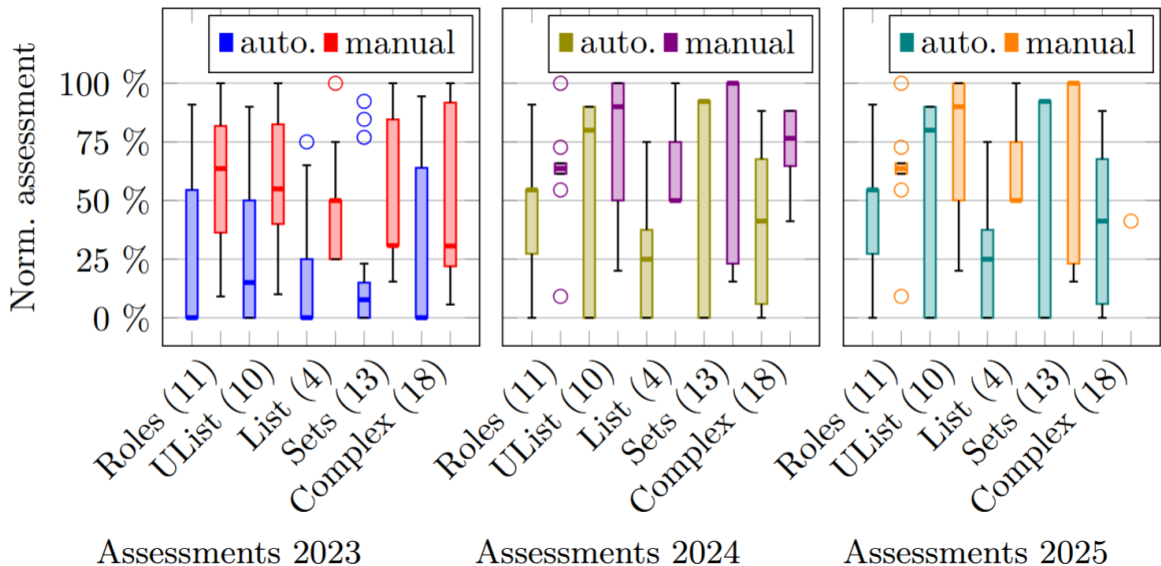 auto. manual
auto. manual
auto. manual
Norm. assessment
100 %
75 %
50 %
25 %
0 %
Roles (11)
UList (10)
List (4)
Sets (13)
Complex (18)
Roles (11)
UList (10)
List (4)
Sets (13)
Complex (18)
Roles (11)
UList (10)
List (4)
Sets (13)
Complex (18)
Assessments 2023
Assessments 2024
Assessments 2025